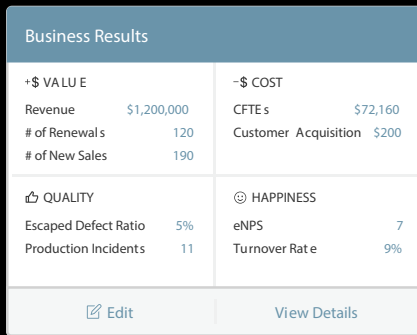 Business Results
+$ VALUE
Revenue $1,200,000
# of Renewals 120
# of New Sales 190
-$ COST
CFTEs $72,160
Customer Acquisition $200
QUALITY
Escaped Defect Ratio 5%
Production Incidents 11
HAPPINESS
eNPS 7
Turnover Rate 9%
Edit
View Details